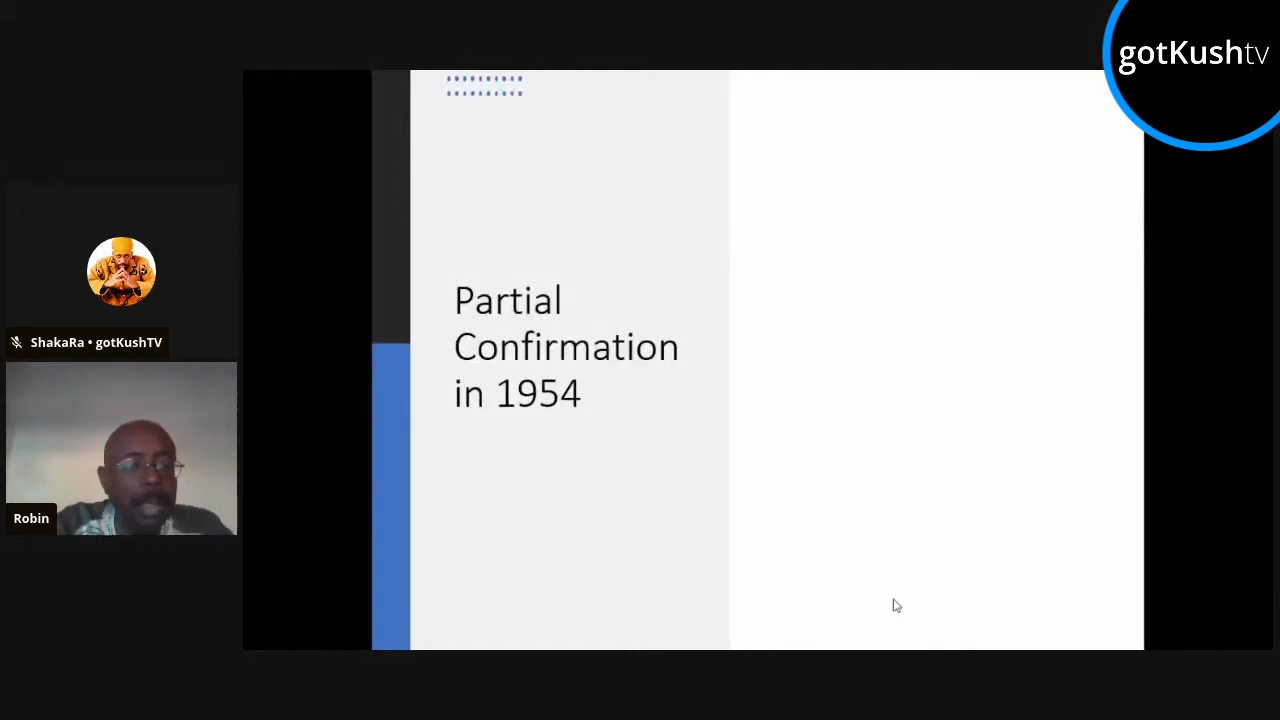 gotKushtv
Partial
Confirmation
in 1954
ShakaRa • gotKushTV
Robin